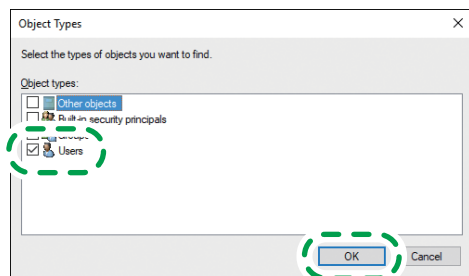 Object Types
Select the types of objects you want to find.
Object types:
Other objects
Built-in security principals
Groups
Users
OK
Cancel